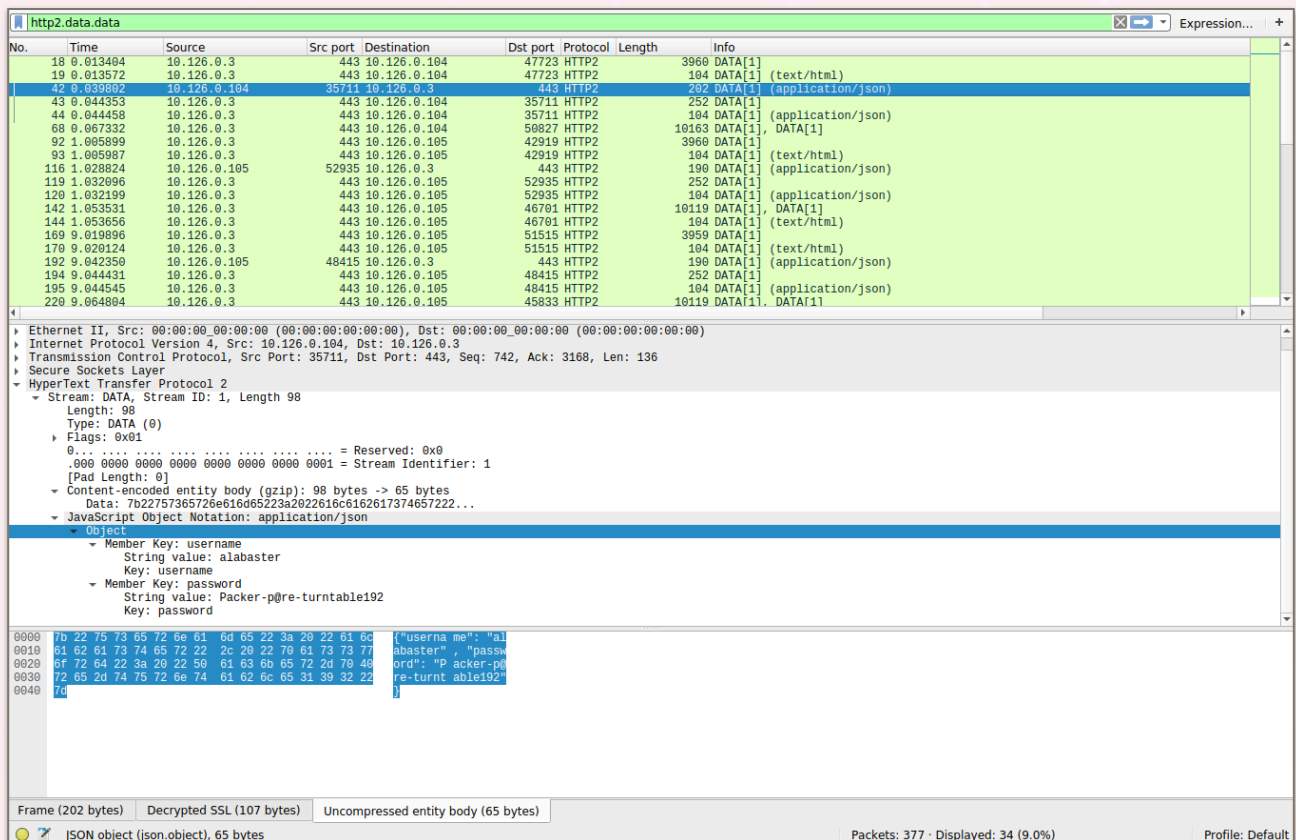 http2.data.data Expression... +
No. Time Source Src port Destination Dst port Protocol Length Info
18 0.013404 10.126.0.3 443 10.126.0.104 47723 HTTP2 3960 DATA[1]
19 0.013572 10.126.0.3 443 10.126.0.104 47723 HTTP2 104 DATA[1] (text/html)
42 0.039802 10.126.0.104 35711 10.126.0.3 443 HTTP2 202 DATA[1] (application/json)
43 0.044353 10.126.0.3 443 10.126.0.104 35711 HTTP2 252 DATA[1]
44 0.044458 10.126.0.3 443 10.126.0.104 35711 HTTP2 104 DATA[1] (application/json)
68 0.067332 10.126.0.3 443 10.126.0.104 50827 HTTP2 10163 DATA[1], DATA[1]
92 1.005899 10.126.0.3 443 10.126.0.105 42919 HTTP2 3960 DATA[1]
93 1.005987 10.126.0.3 443 10.126.0.105 42919 HTTP2 104 DATA[1] (text/html)
116 1.028824 10.126.0.105 52935 10.126.0.3 443 HTTP2 190 DATA[1] (application/json)
119 1.032096 10.126.0.3 443 10.126.0.105 52935 HTTP2 252 DATA[1]
120 1.032199 10.126.0.3 443 10.126.0.105 52935 HTTP2 104 DATA[1] (application/json)
142 1.053531 10.126.0.3 443 10.126.0.105 46701 HTTP2 10119 DATA[1], DATA[1]
144 1.053656 10.126.0.3 443 10.126.0.105 46701 HTTP2 104 DATA[1] (text/html)
169 9.019896 10.126.0.3 443 10.126.0.105 51515 HTTP2 3959 DATA[1]
170 9.020124 10.126.0.3 443 10.126.0.105 51515 HTTP2 104 DATA[1] (text/html)
192 9.042350 10.126.0.105 48415 10.126.0.3 443 HTTP2 190 DATA[1] (application/json)
194 9.044431 10.126.0.3 443 10.126.0.105 48415 HTTP2 252 DATA[1]
195 9.044545 10.126.0.3 443 10.126.0.105 48415 HTTP2 104 DATA[1] (application/json)
220 9.064804 10.126.0.3 443 10.126.0.105 45833 HTTP2 10119 DATA[1], DATA[1]
Ethernet II, Src: 00:00:00_00:00:00 (00:00:00:00:00:00), Dst: 00:00:00_00:00:00 (00:00:00:00:00:00)
Internet Protocol Version 4, Src: 10.126.0.104, Dst: 10.126.0.3
Transmission Control Protocol, Src Port: 35711, Dst Port: 443, Seq: 742, Ack: 3168, Len: 136
Secure Sockets Layer
HyperText Transfer Protocol 2
Stream: DATA, Stream ID: 1, Length 98
Length: 98
Type: DATA (0)
Flags: 0x01
0... .... .... .... .... .... .... .... = Reserved: 0x0
.000 0000 0000 0000 0000 0000 0000 0001 = Stream Identifier: 1
[Pad Length: 0]
Content-encoded entity body (gzip): 98 bytes -> 65 bytes
Data: 7b22757365726e616d65223a2022616c6162617374657222...
JavaScript Object Notation: application/json
Object
Member Key: username
String value: alabaster
Key: username
Member Key: password
String value: Packer-p@re-turntable192
Key: password
0000 7b 22 75 73 65 72 6e 61 6d 65 22 3a 20 22 61 6c {"userna me": "al
0010 61 62 61 73 74 65 72 22 2c 20 22 70 61 73 73 77 abaster" , "passw
0020 6f 72 64 22 3a 20 22 50 61 63 6b 65 72 2d 70 40 ord": "P acker-p@
0030 72 65 2d 74 75 72 6e 74 61 62 6c 65 31 39 32 22 re-turnt able192"
0040 7d }
Frame (202 bytes) Decrypted SSL (107 bytes) Uncompressed entity body (65 bytes)
JSON object (json.object), 65 bytes Packets: 377 · Displayed: 34 (9.0%) Profile: Default